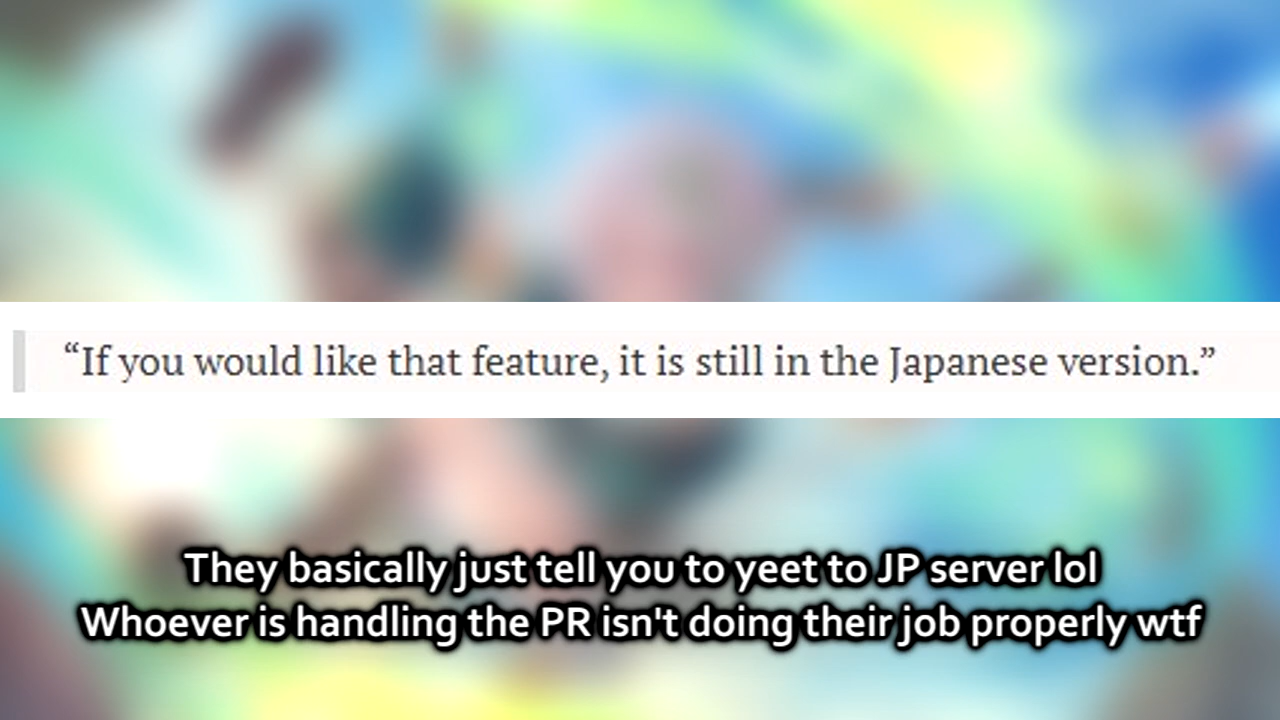 “If you would like that feature, it is still in the Japanese version.”
They basically just tell you to yeet to JP server lol
Whoever is handling the PR isn't doing their job properly wtf